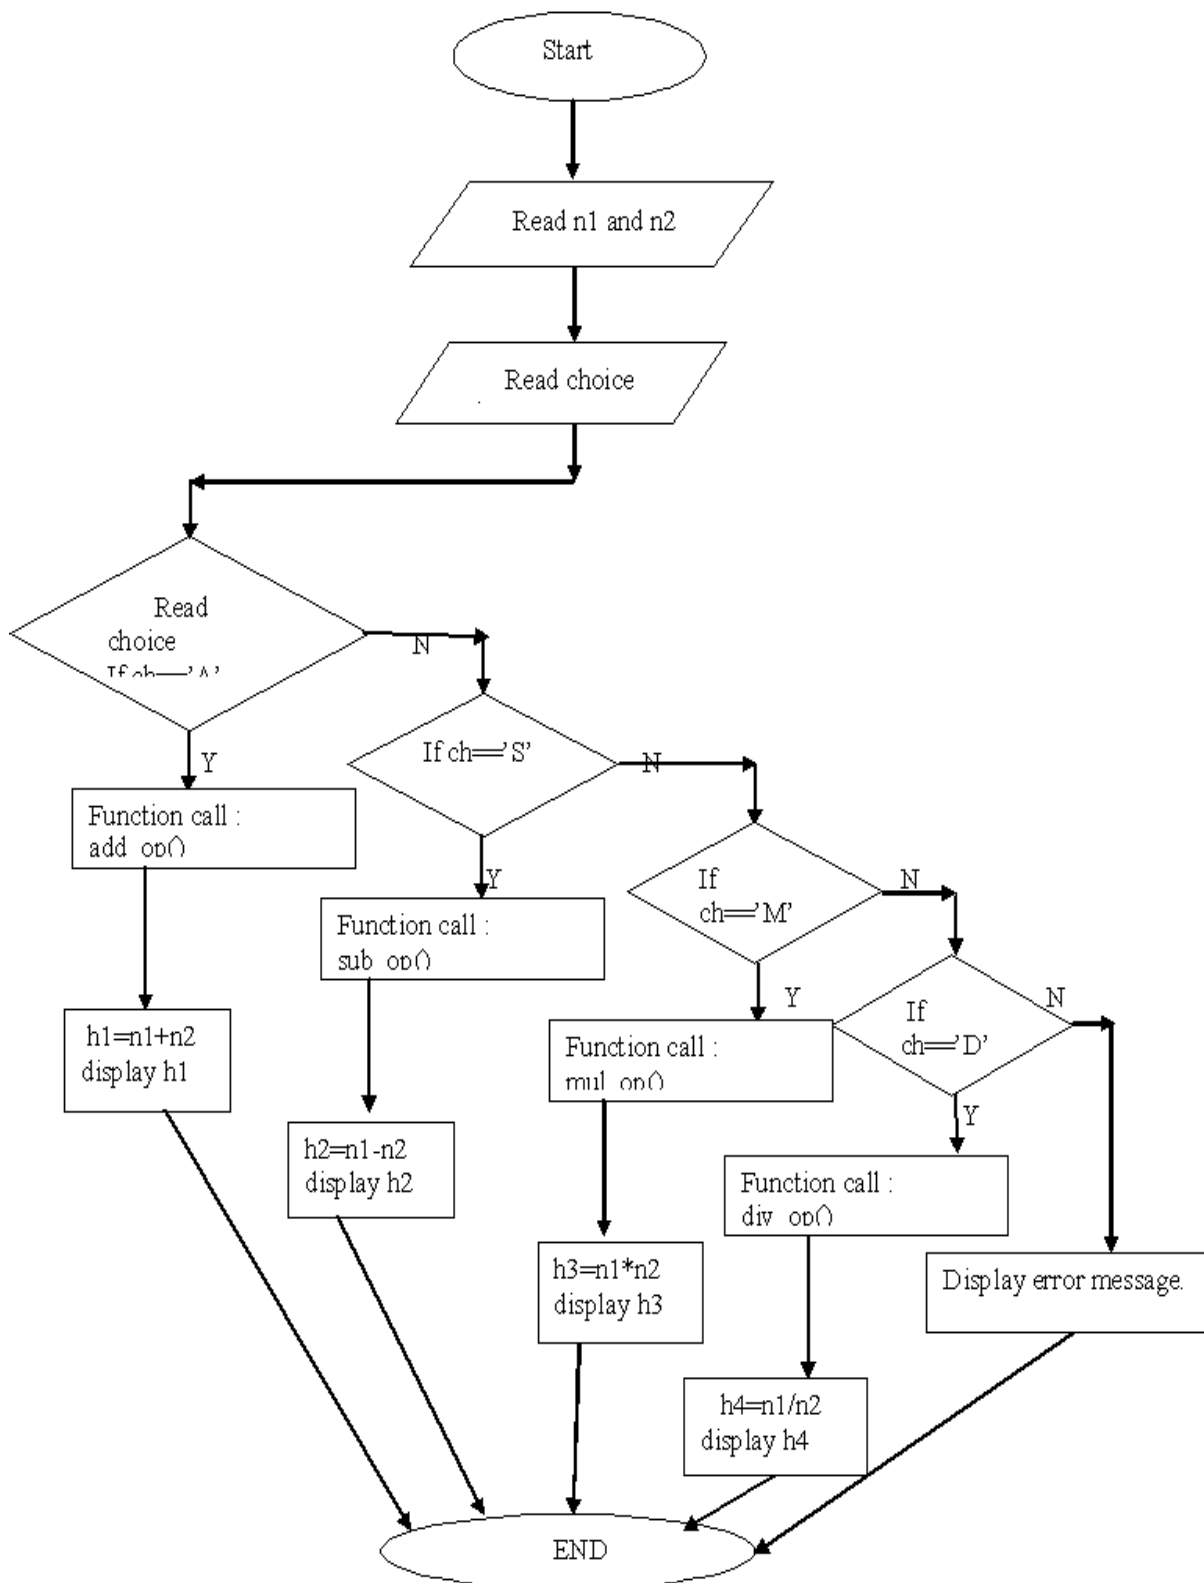 Start
Read n1 and n2
Read choice
Read
choice
If ch=='A'
N
Y
If ch=='S'
N
Function call :
add_op()
Y
If
ch=='M'
N
Function call :
sub_op()
Y
If
ch=='D'
N
h1=n1+n2
display h1
Function call :
mul_op()
Y
h2=n1-n2
display h2
Function call :
div_op()
h3=n1*n2
display h3
Display error message.
h4=n1/n2
display h4
END